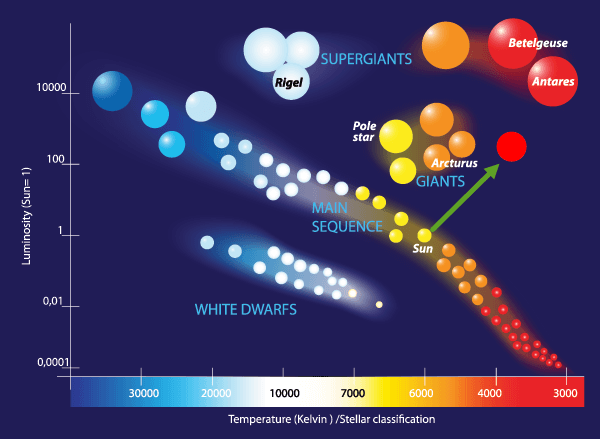 Betelgeuse
SUPERGIANTS
Rigel
Antares
10000
Pole
star
100
Arcturus
GIANTS
MAIN
SEQUENCE
1
Sun
WHITE DWARFS
0,01
0,0001
Luminosity (Sun= 1)
30000 20000 10000 7000 6000 4000 3000
Temperature (Kelvin ) /Stellar classification